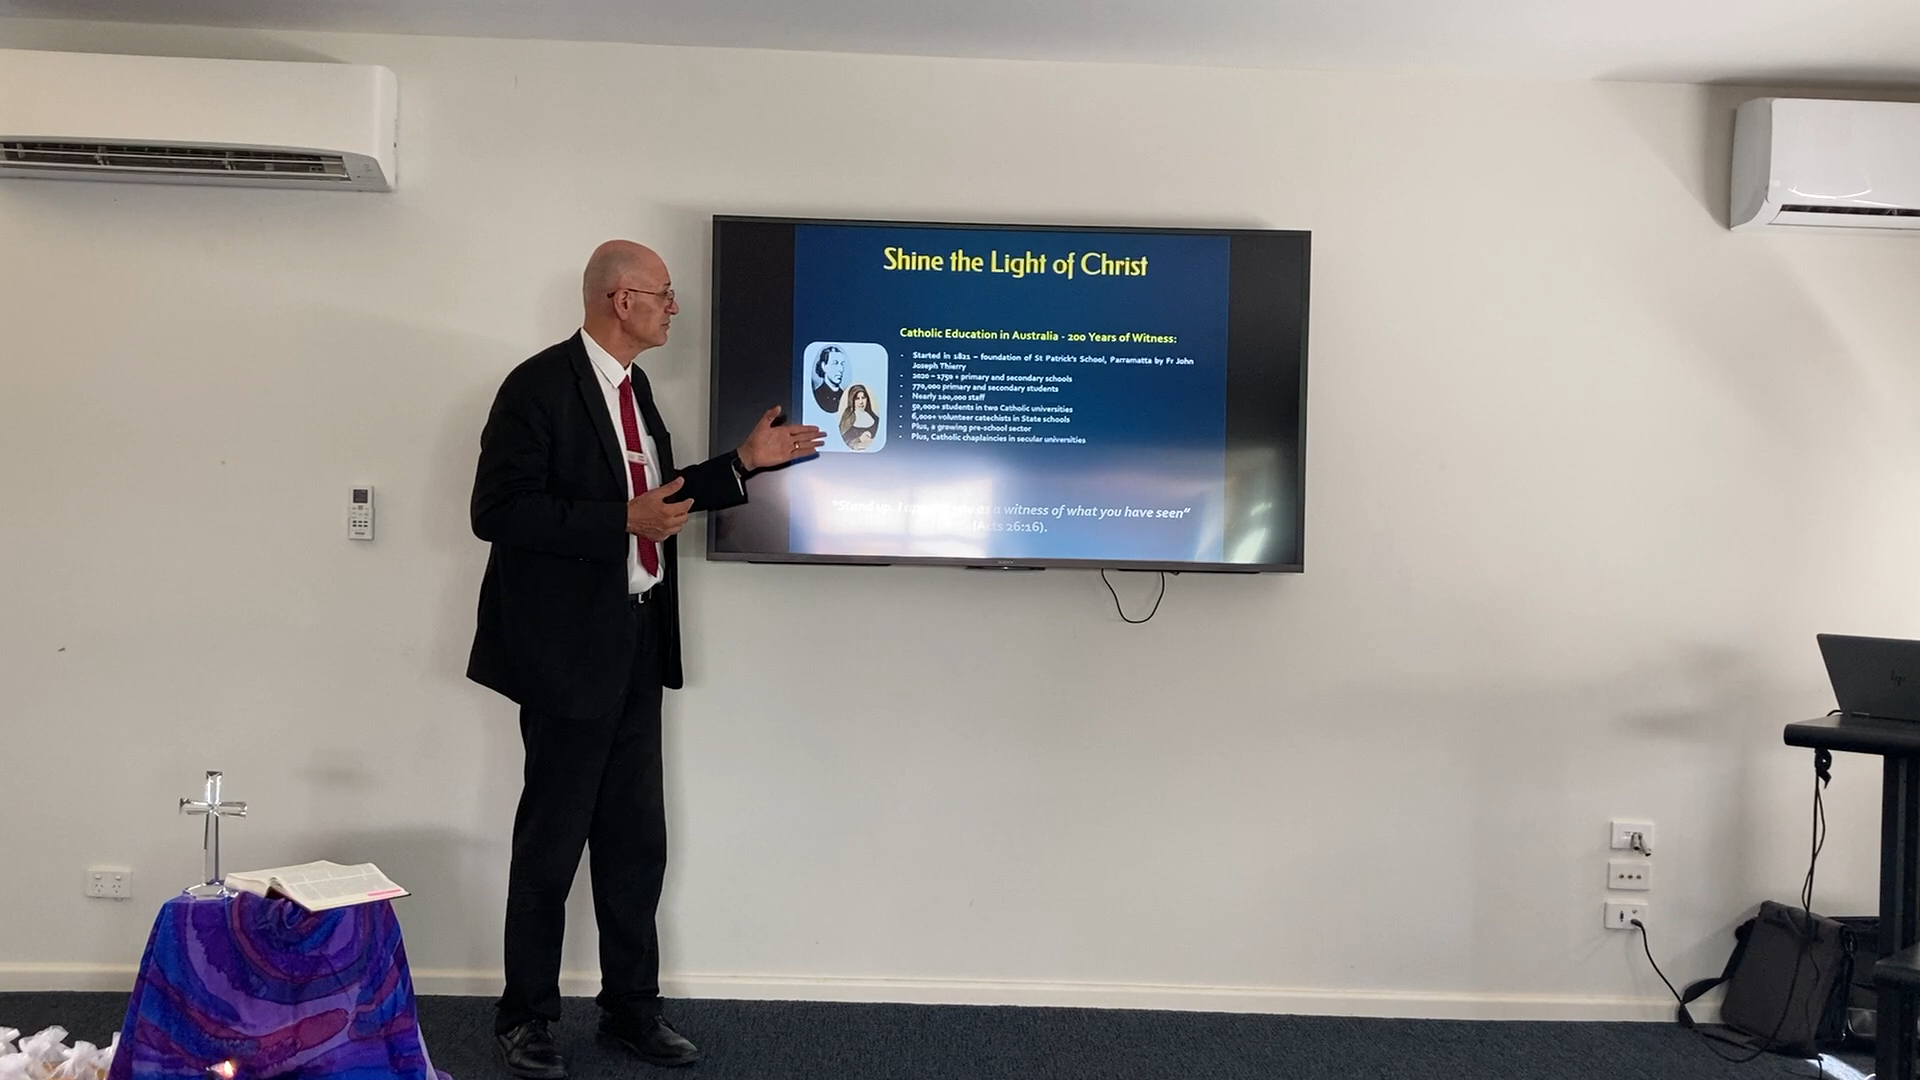 Shine the Light of Christ
Catholic Education in Australia - 200 Years of Witness:
• Started in 1821 – foundation of St Patrick's School, Parramatta by Fr John
Joseph Thierry
• 2020 – 1750 + primary and secondary schools
• 770,000 primary and secondary students
• Nearly 100,000 staff
• 50,000+ students in two Catholic universities
• 6,000+ volunteer catechists in State schools
• Plus, a growing pre-school sector
• Plus, Catholic chaplaincies in secular universities
"Stand up, I you as a witness of what you have seen"
(Acts 26:16).
hp